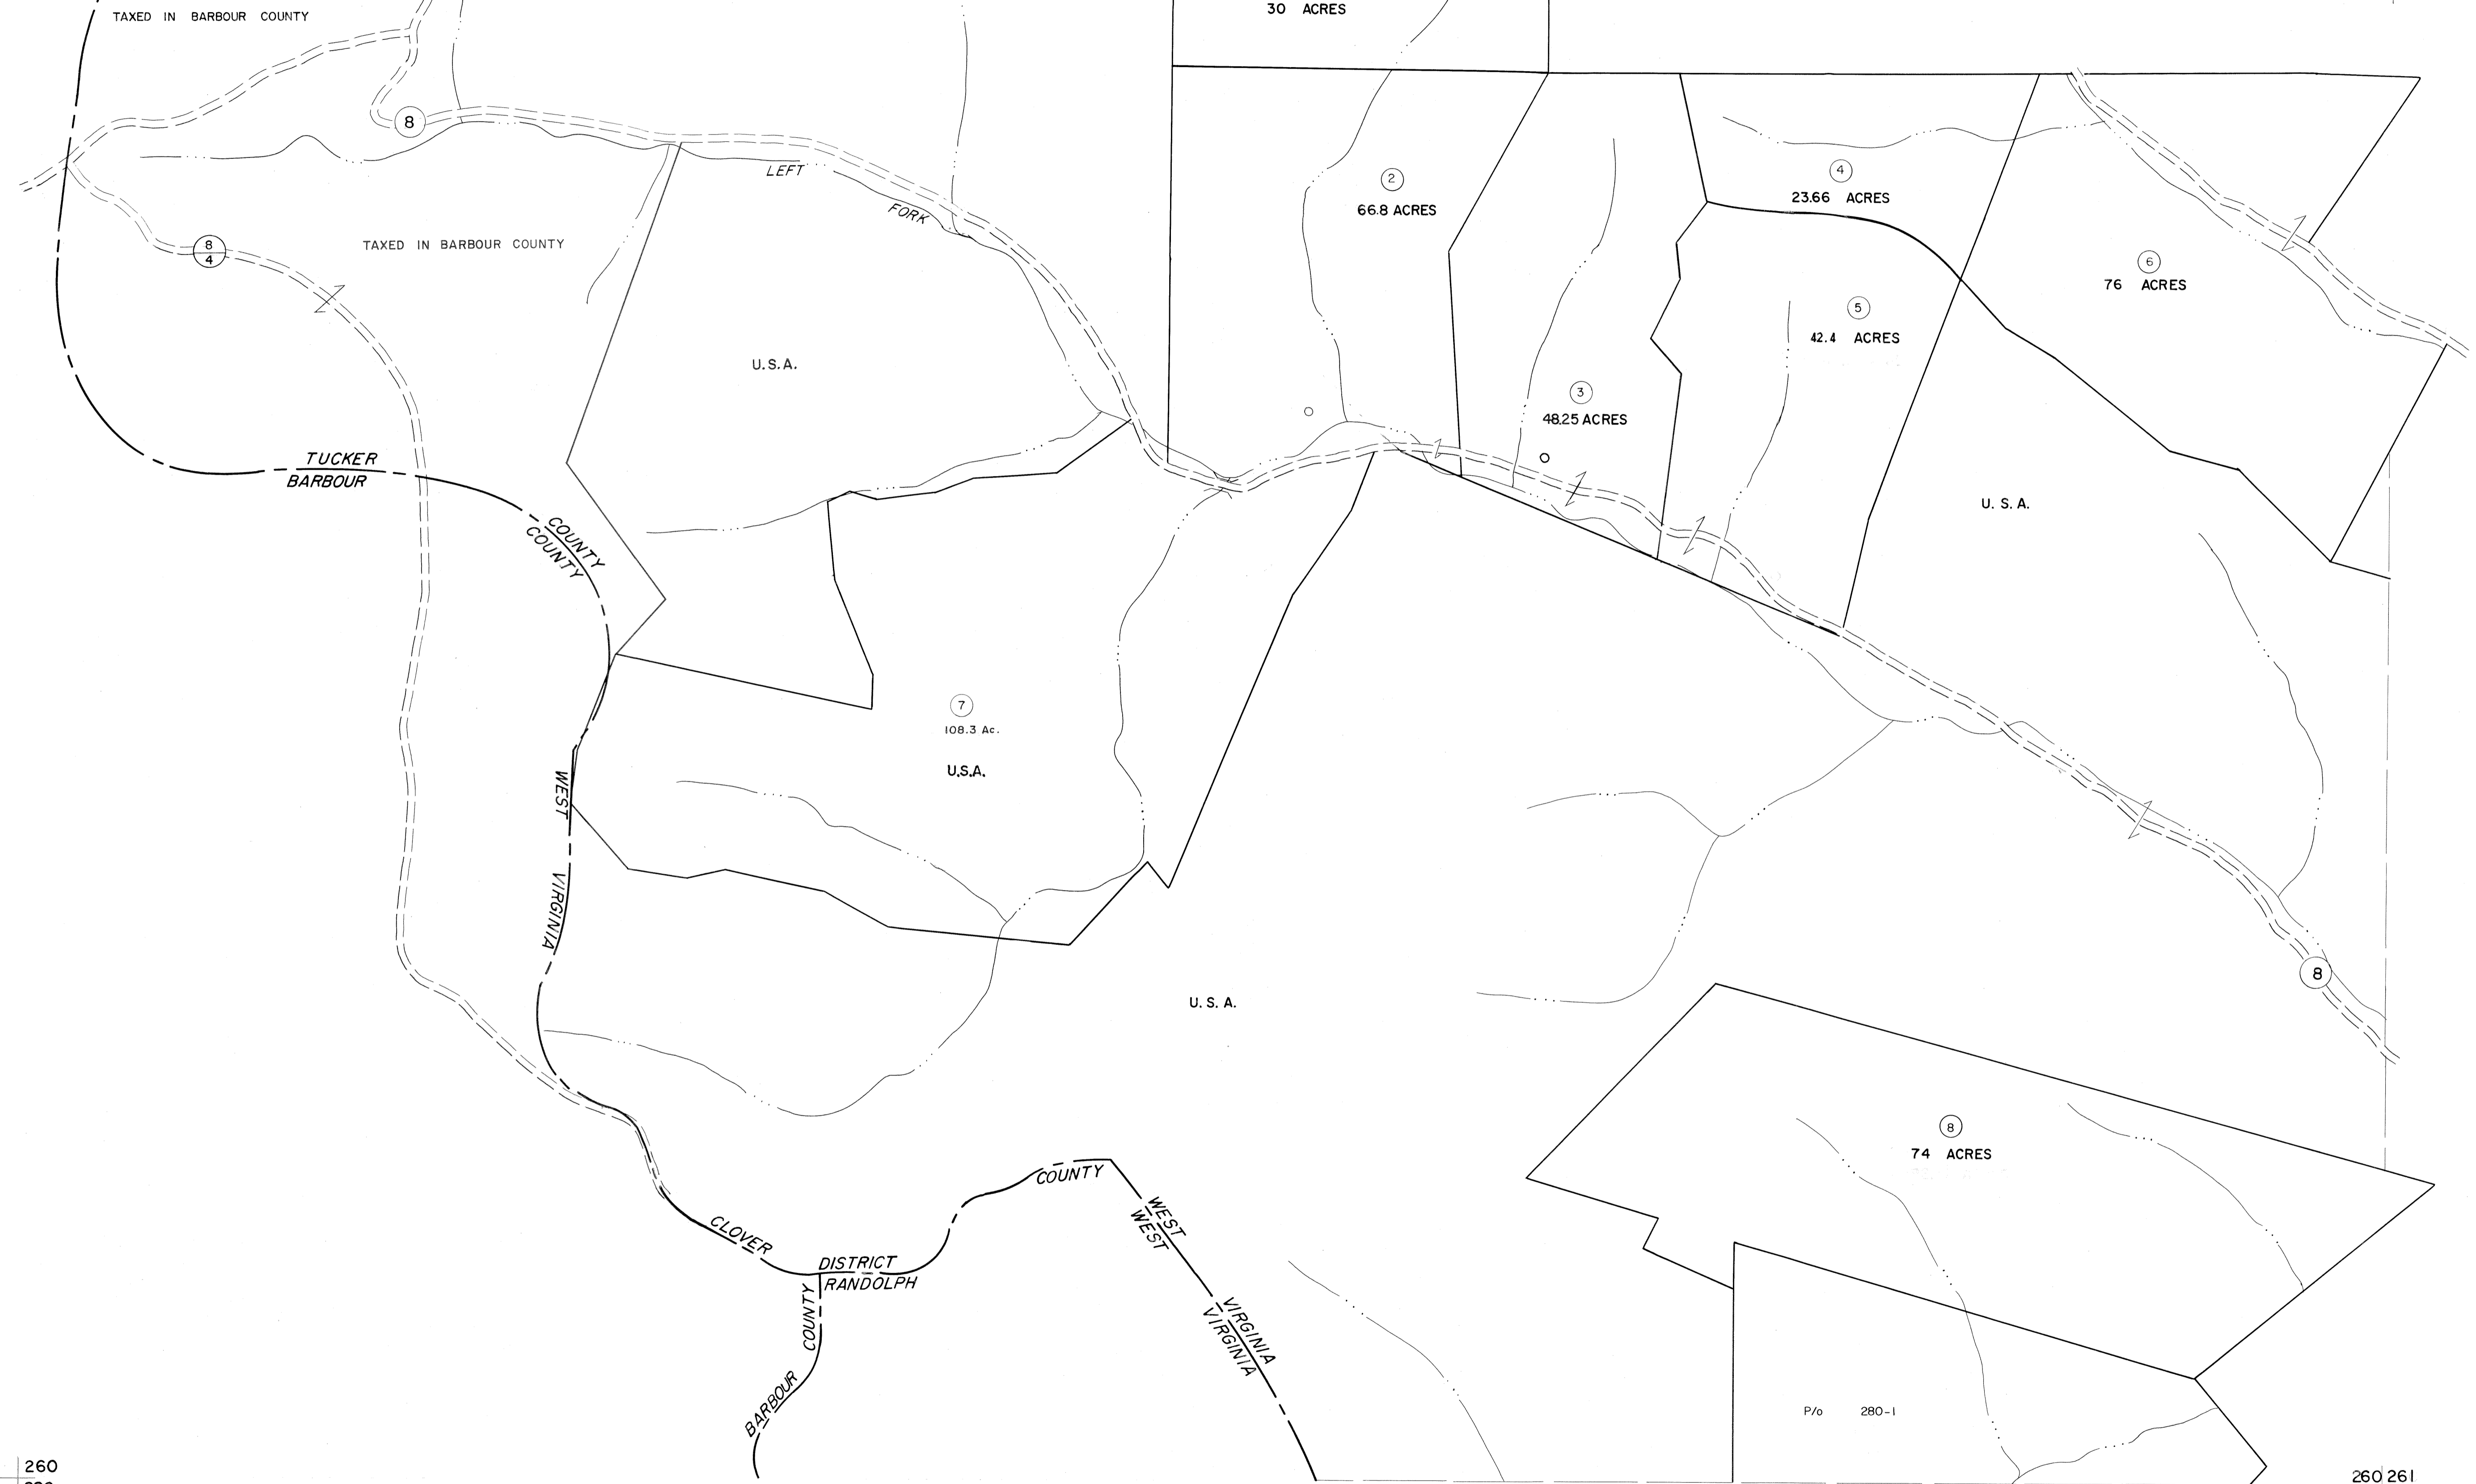 TAXED IN BARBOUR COUNTY
30 ACRES
8
LEFT
FORK
2
66.8 ACRES
4
23.66 ACRES
8
4
TAXED IN BARBOUR COUNTY
6
76 ACRES
5
42.4 ACRES
U.S.A.
3
48.25 ACRES
TUCKER
BARBOUR
COUNTY
COUNTY
U. S. A.
7
108.3 Ac.
U.S.A.
WEST
VIRGINIA
8
U. S. A.
8
74 ACRES
CLOVER
DISTRICT
RANDOLPH
COUNTY
WEST
WEST
VIRGINIA
VIRGINIA
COUNTY
BARBOUR
P/o 280-1
260
260 261